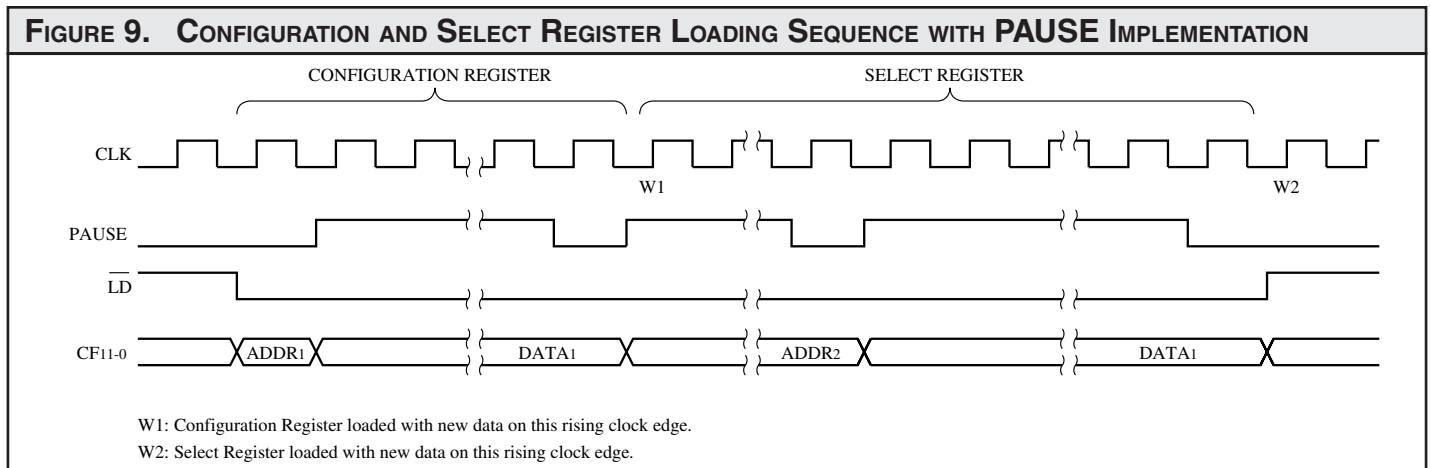 FIGURE 9. CONFIGURATION AND SELECT REGISTER LOADING SEQUENCE WITH PAUSE IMPLEMENTATION
CONFIGURATION REGISTER SELECT REGISTER
CLK
W1 W2
PAUSE
LD
CF11-0 ADDR1 DATA1 ADDR2 DATA1
W1: Configuration Register loaded with new data on this rising clock edge.
W2: Select Register loaded with new data on this rising clock edge.